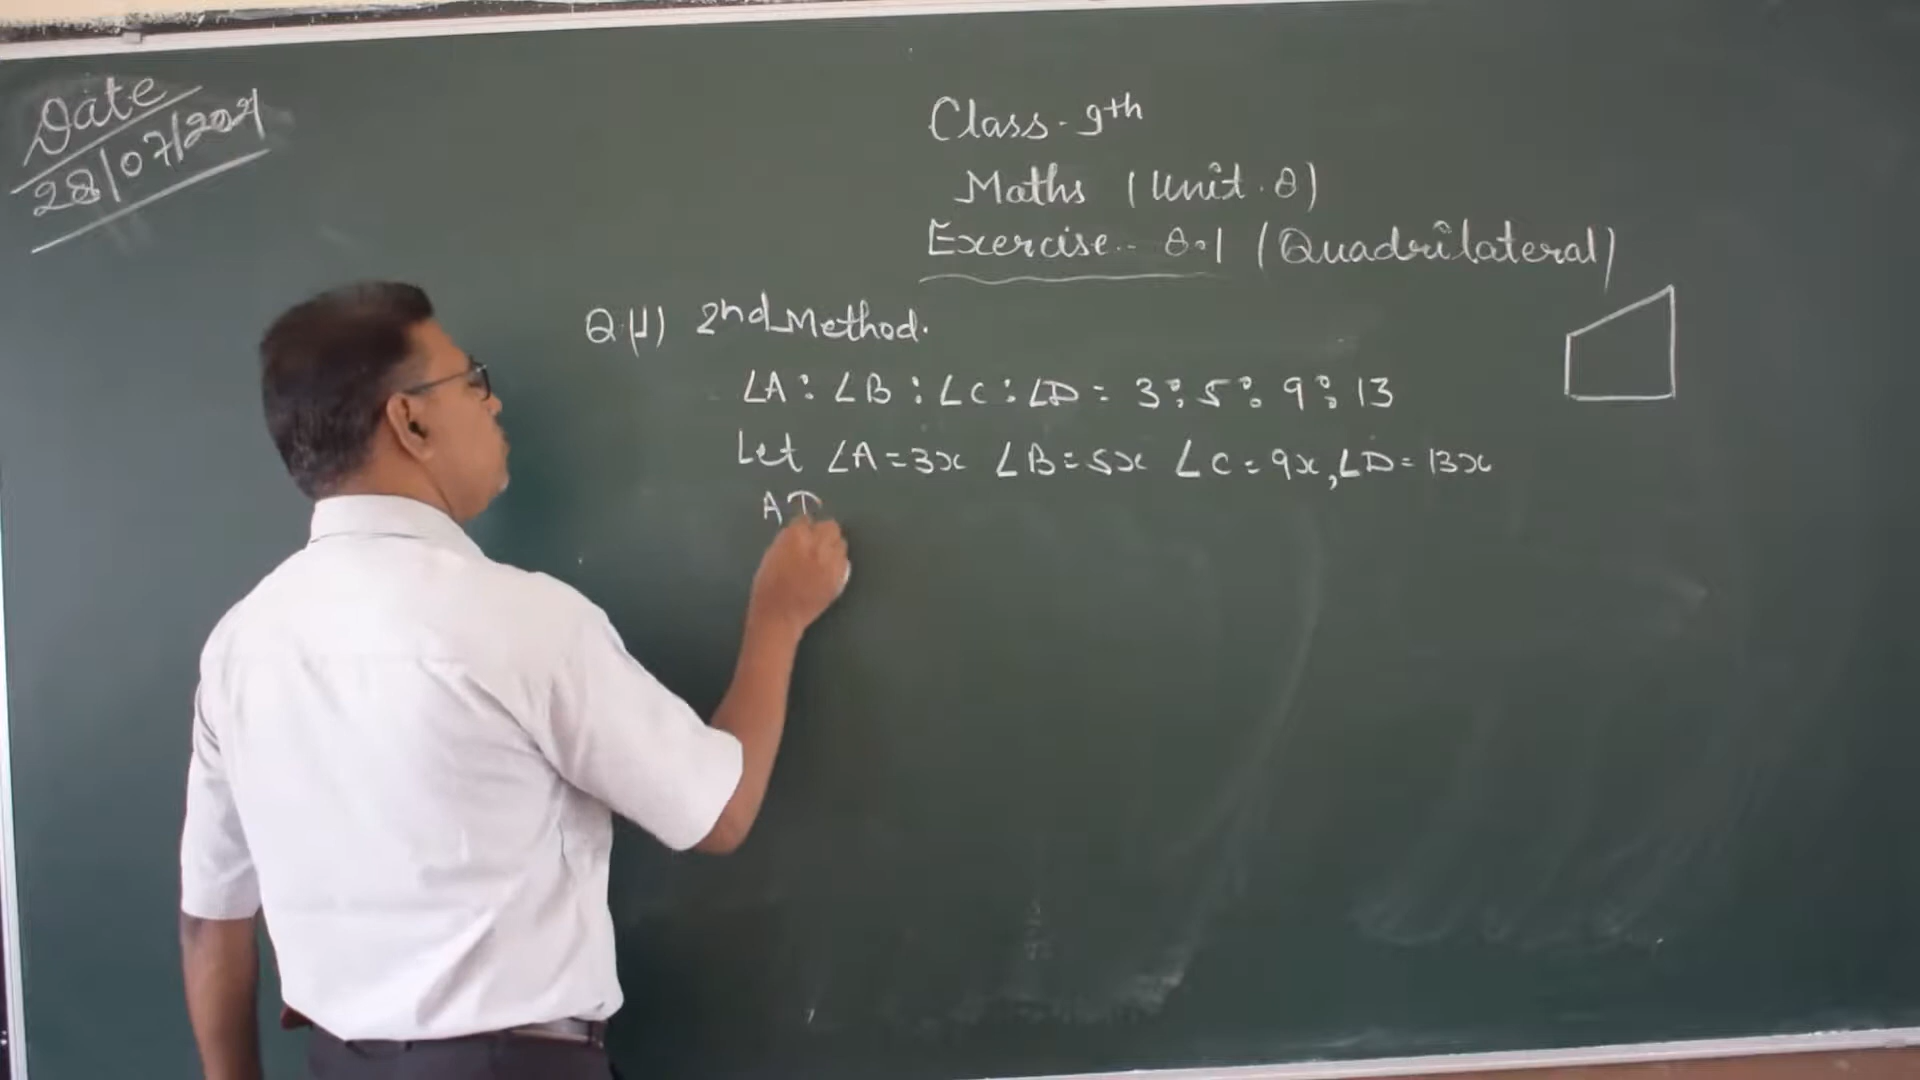 Date
28/07/2021
Class - 9th
Maths (Unit. 8)
Exercise - 8.1 (Quadrilateral)
Q(1) 2nd Method.
∠A : ∠B : ∠C : ∠D = 3 : 5 : 9 : 13
Let ∠A = 3x ∠B = 5x ∠C = 9x, ∠D = 13x
A